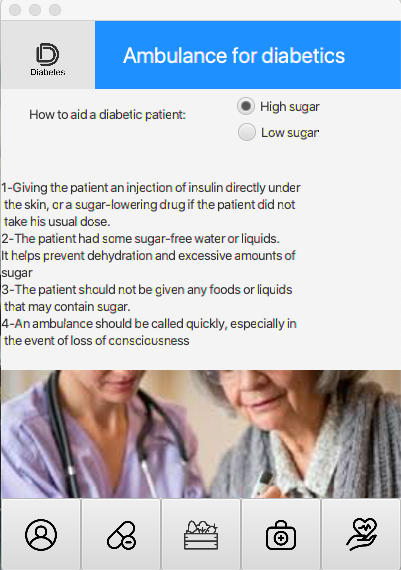 Diabetes
Ambulance for diabetics
How to aid a diabetic patient:
High sugar
Low sugar
1-Giving the patient an injection of insulin directly under
the skin, or a sugar-lowering drug if the patient did not
take his usual dose.
2-The patient had some sugar-free water or liquids.
It helps prevent dehydration and excessive amounts of
sugar
3-The patient should not be given any foods or liquids
that may contain sugar.
4-An ambulance should be called quickly, especially in
the event of loss of consciousness